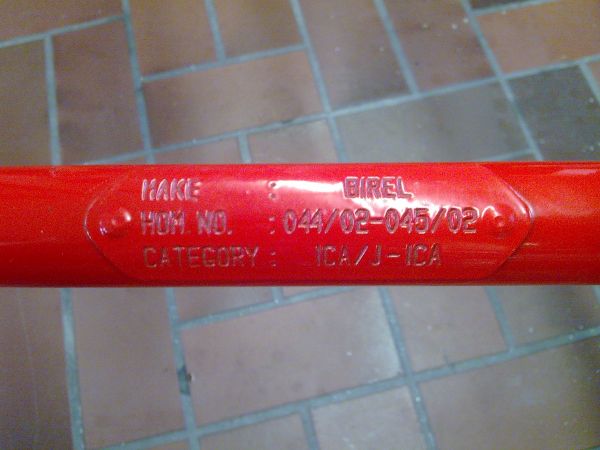 MAKE : BIREL
HOM. NO. : 044/02-045/02
CATEGORY : ICA/J-ICA